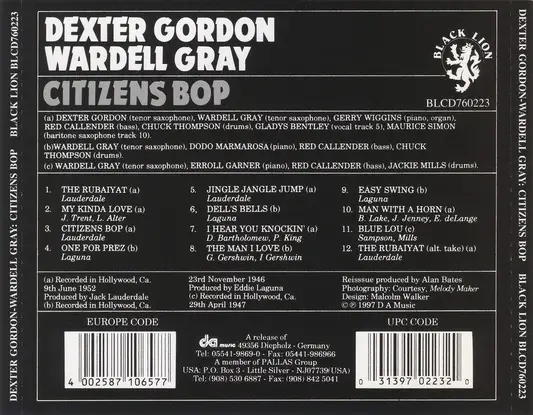 DEXTER GORDON-WARDELL GRAY: CITIZENS BOP BLACK LION BLCD760223
DEXTER GORDON
WARDELL GRAY
CITIZENS BOP
BLACK LION
BLCD760223
(a) DEXTER GORDON (tenor saxophone), WARDELL GRAY (tenor saxophone), GERRY WIGGINS (piano, organ),
RED CALLENDER (bass), CHUCK THOMPSON (drums), GLADYS BENTLEY (vocal track 5), MAURICE SIMON
(baritone saxophone track 10).
(b)WARDELL GRAY (tenor saxophone), DODO MARMAROSA (piano), RED CALLENDER (bass), CHUCK
THOMPSON (drums).
(c) WARDELL GRAY (tenor saxophone), ERROLL GARNER (piano), RED CALLENDER (bass), JACKIE MILLS (drums).
1. THE RUBAIYAT (a)
Lauderdale
2. MY KINDA LOVE (a)
J. Trent, L. Alter
3. CITIZENS BOP (a)
Lauderdale
4. ONE FOR PREZ (b)
Laguna
5. JINGLE JANGLE JUMP (a)
Lauderdale
6. DELL'S BELLS (b)
Laguna
7. I HEAR YOU KNOCKIN' (a)
D Bartholomew, P. King
8. THE MAN I LOVE (b)
G. Gershwin, I Gershwin
9. EASY SWING (b)
Laguna
10. MAN WITH A HORN (a)
B. Lake, J. Jenney, E. deLange
11. BLUE LOU (c)
Sampson, Mills
12. THE RUBAIYAT (alt. take) (a)
Lauderdale
(a) Recorded in Hollywood, Ca.
9th June 1952
Produced by Jack Lauderdale
(b) Recorded in Hollywood, Ca.
23rd November 1946
Produced by Eddie Laguna
(c) Recorded in Hollywood, Ca.
29th April 1947
Reisssue produced by Alan Bates
Photography: Courtesy, Melody Maker
Design: Malcolm Walker
© ℗ 1997 D A Music
EUROPE CODE
4 002587 106577
A release of
da music 49356 Diepholz - Germany
Tel: 05541-9869-0 - Fax: 05441-986966
A member of PALLAS Group
USA: P.O. Box 3 - Little Silver - NJ07739/(USA)
Tel: (908) 530 6887 - Fax: (908) 842 5041
UPC CODE
0 31397 02232 0
DEXTER GORDON-WARDELL GRAY: CITIZENS BOP BLACK LION BLCD760223